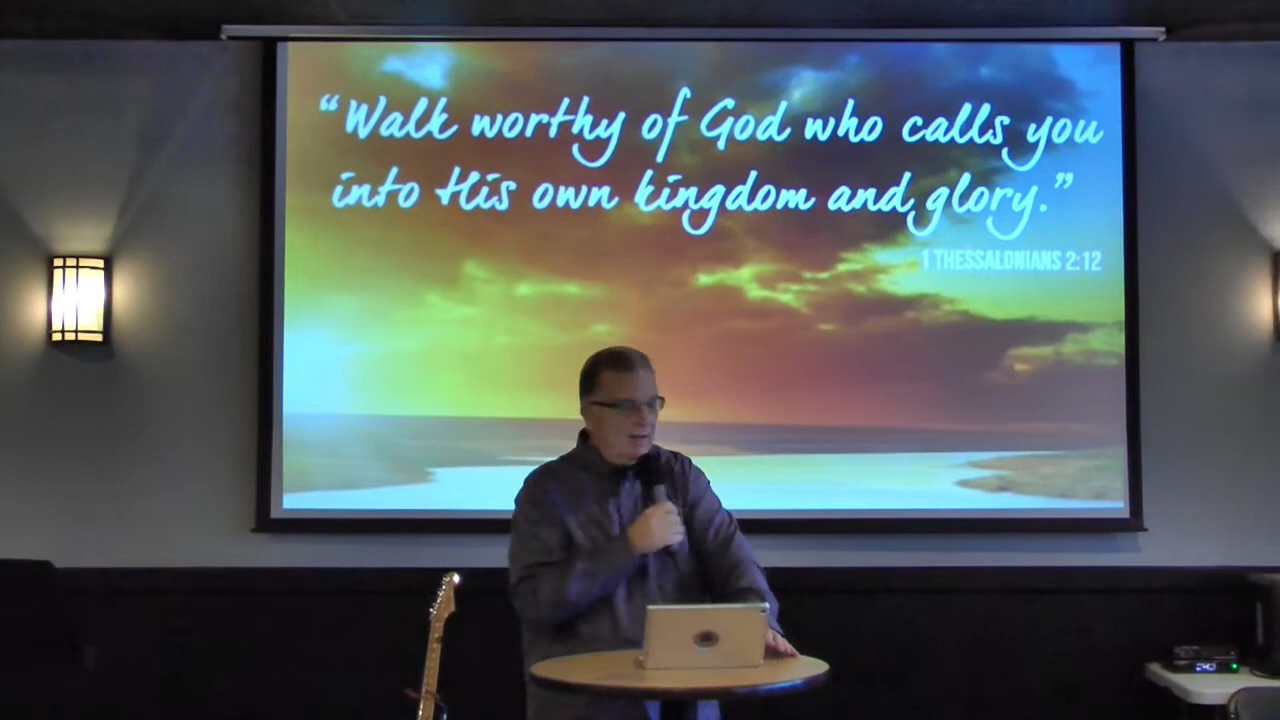 “Walk worthy of God who calls you
into His own kingdom and glory.”
1 THESSALONIANS 2:12